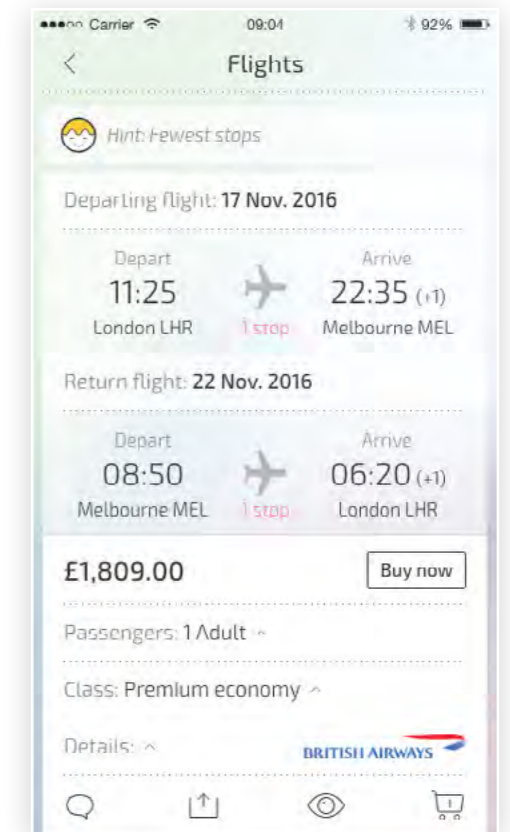 Carrier 09:04 92%
Flights
Hint: Fewest stops
Departing flight: 17 Nov. 2016
Depart Arrive
11:25 22:35 (+1)
London LHR 1 stop Melbourne MEL
Return flight: 22 Nov. 2016
Depart Arrive
08:50 06:20 (+1)
Melbourne MEL 1 stop London LHR
£1,809.00 Buy now
Passengers: 1 Adult
Class: Premium economy
Details: BRITISH AIRWAYS